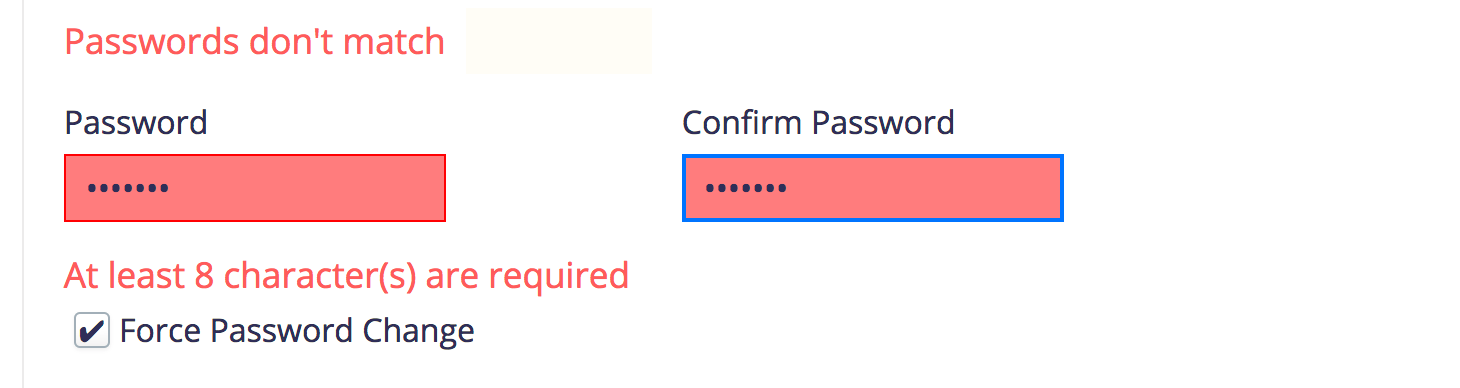 Passwords don't match
Password
Confirm Password
•••••••
•••••••
At least 8 character(s) are required
✔ Force Password Change